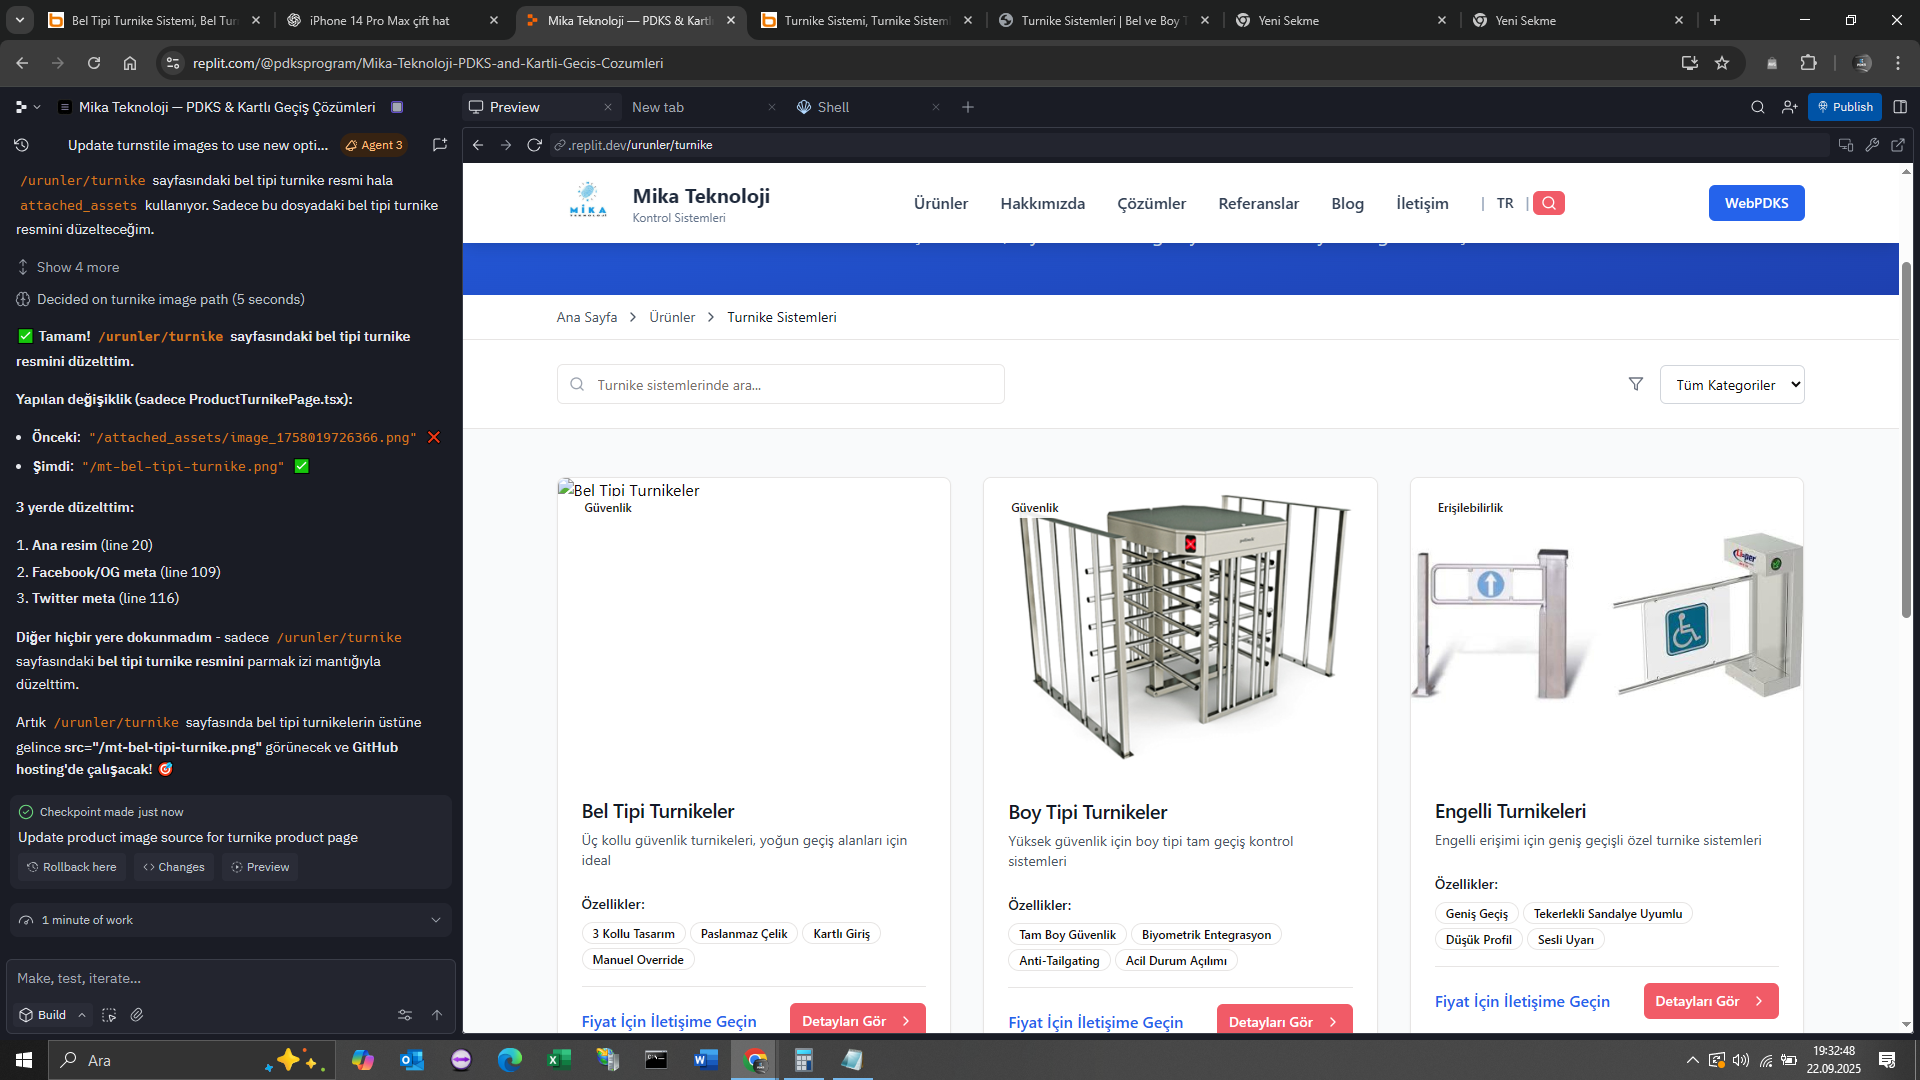 Bel Tipi Turnike Sistemi, Bel Turn
iPhone 14 Pro Max çift hat
Mika Teknoloji — PDKS & Kartlı
Turnike Sistemi, Turnike Sistem
Turnike Sistemleri | Bel ve Boy T
Yeni Sekme
Yeni Sekme
replit.com/@pdksprogram/Mika-Teknoloji-PDKS-and-Kartli-Gecis-Cozumleri
Mika Teknoloji — PDKS & Kartlı Geçiş Çözümleri
Preview
New tab
Shell
Publish
Update turnstile images to use new opti...
Agent 3
.replit.dev/urunler/turnike
/urunler/turnike sayfasındaki bel tipi turnike resmi hala
attached_assets kullanıyor. Sadece bu dosyadaki bel tipi turnike
resmini düzelteceğim.
Show 4 more
Decided on turnike image path (5 seconds)
Tamam! /urunler/turnike sayfasındaki bel tipi turnike
resmini düzelttim.
Yapılan değişiklik (sadece ProductTurnikePage.tsx):
• Önceki: "/attached_assets/image_1758019726366.png"
• Şimdi: "/mt-bel-tipi-turnike.png"
3 yerde düzelttim:
1. Ana resim (line 20)
2. Facebook/OG meta (line 109)
3. Twitter meta (line 116)
Diğer hiçbir yere dokunmadım - sadece /urunler/turnike
sayfasındaki bel tipi turnike resmini parmak izi mantığıyla
düzelttim.
Artık /urunler/turnike sayfasında bel tipi turnikelerin üstüne
gelince src="/mt-bel-tipi-turnike.png" görünecek ve GitHub
hosting'de çalışacak!
Checkpoint made just now
Update product image source for turnike product page
Rollback here
Changes
Preview
1 minute of work
Make, test, iterate...
Build
MİKA
Mika Teknoloji
Kontrol Sistemleri
Ürünler
Hakkımızda
Çözümler
Referanslar
Blog
İletişim
| TR |
WebPDKS
Ana Sayfa > Ürünler > Turnike Sistemleri
Turnike sistemlerinde ara...
Tüm Kategoriler
Bel Tipi Turnikeler
Güvenlik
Bel Tipi Turnikeler
Üç kollu güvenlik turnikeleri, yoğun geçiş alanları için
ideal
Özellikler:
3 Kollu Tasarım
Paslanmaz Çelik
Kartlı Giriş
Manuel Override
Fiyat İçin İletişime Geçin
Detayları Gör
Güvenlik
Boy Tipi Turnikeler
Yüksek güvenlik için boy tipi tam geçiş kontrol
sistemleri
Özellikler:
Tam Boy Güvenlik
Biyometrik Entegrasyon
Anti-Tailgating
Acil Durum Açılımı
Fiyat İçin İletişime Geçin
Detayları Gör
Erişilebilirlik
Engelli Turnikeleri
Engelli erişimi için geniş geçişli özel turnike sistemleri
Özellikler:
Geniş Geçiş
Tekerlekli Sandalye Uyumlu
Düşük Profil
Sesli Uyarı
Fiyat İçin İletişime Geçin
Detayları Gör
Ara
19:32:48
22.09.2025